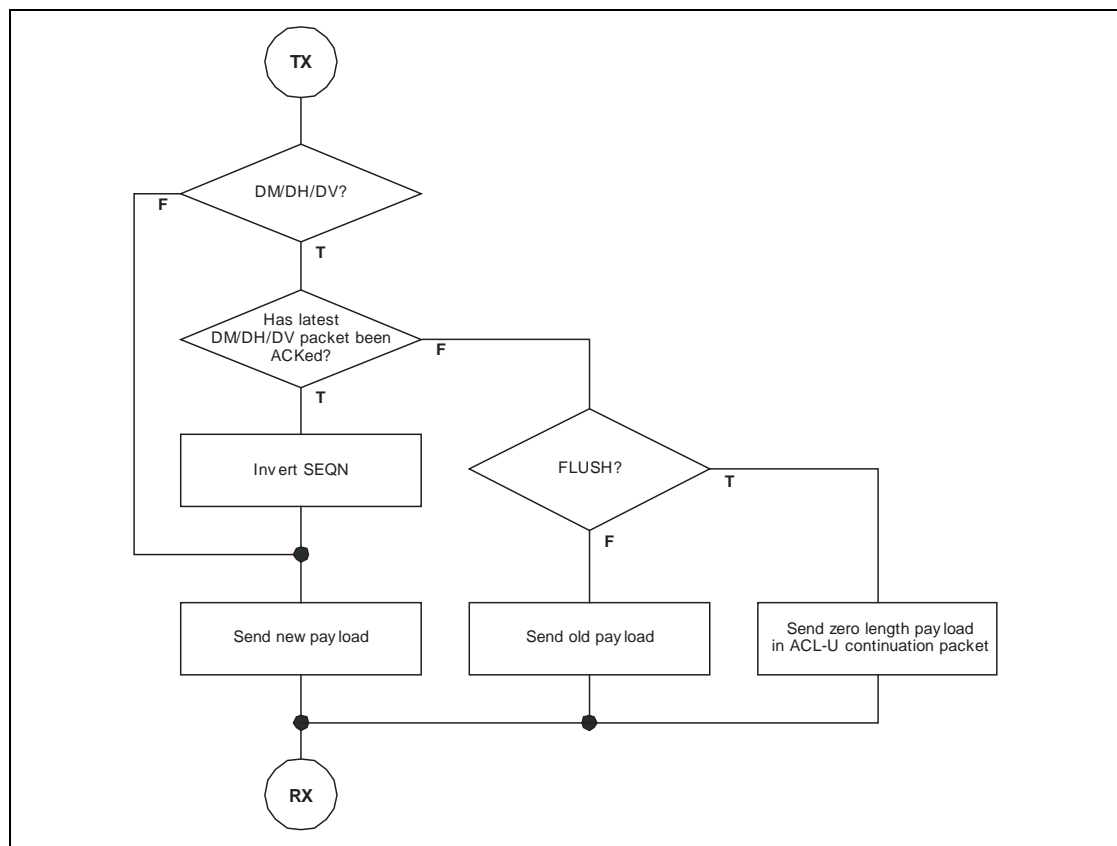 TX
DM/DH/DV?
F
T
Has latest
DM/DH/DV packet been
ACKed?
F
T
Invert SEQN
FLUSH?
T
F
Send new payload
Send old payload
Send zero length payload
in ACL-U continuation packet
RX